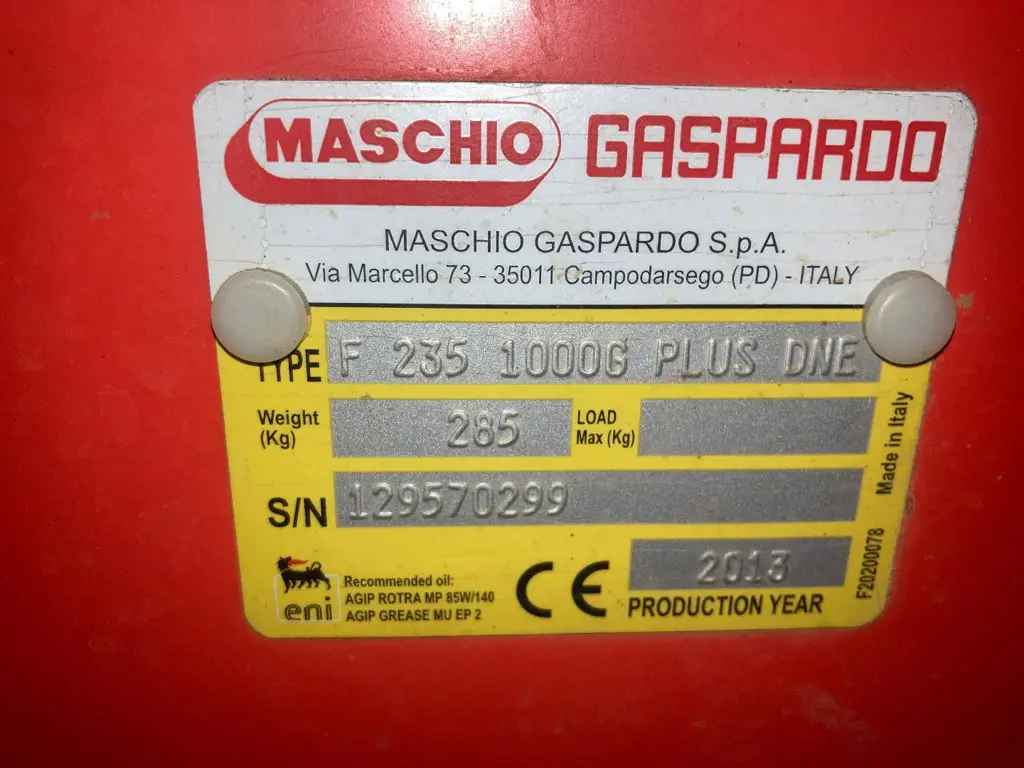 MASCHIO GASPARDO
MASCHIO GASPARDO S.p.A.
Via Marcello 73 - 35011 Campodarsego (PD) - ITALY
TYPE F 235 1000G PLUS DNE
Weight (Kg) 285 LOAD Max (Kg)
S/N 129570299
Made in Italy
eni
Recommended oil:
AGIP ROTRA MP 85W/140
AGIP GREASE MU EP 2
CE
2013
PRODUCTION YEAR
F20200078